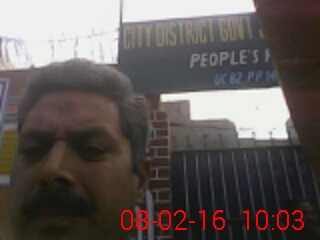 CITY DISTRICT GOVT
PEOPLE'S
UC 82, PP 14
08-02-16 10:03